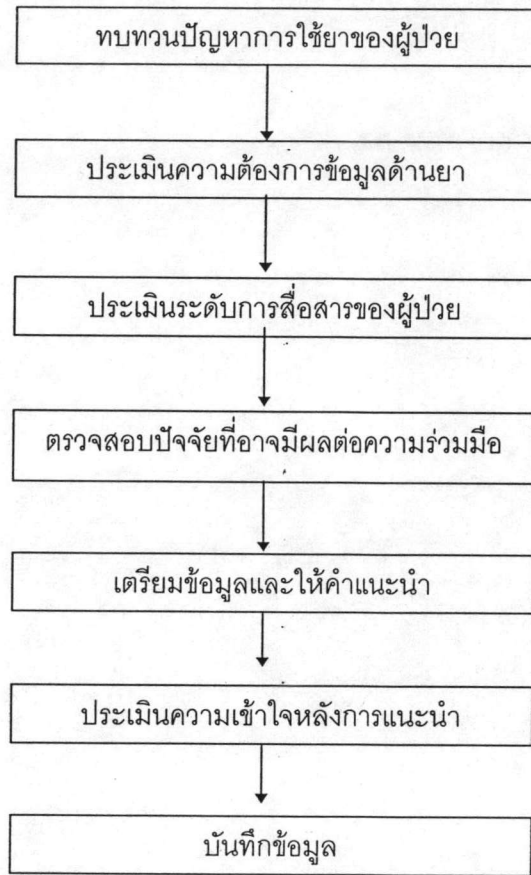 ทบทวนปัญหาการใช้ยาของผู้ป่วย
ประเมินความต้องการข้อมูลด้านยา
ประเมินระดับการสื่อสารของผู้ป่วย
ตรวจสอบปัจจัยที่อาจมีผลต่อความร่วมมือ
เตรียมข้อมูลและให้คำแนะนำ
ประเมินความเข้าใจหลังการแนะนำ
บันทึกข้อมูล